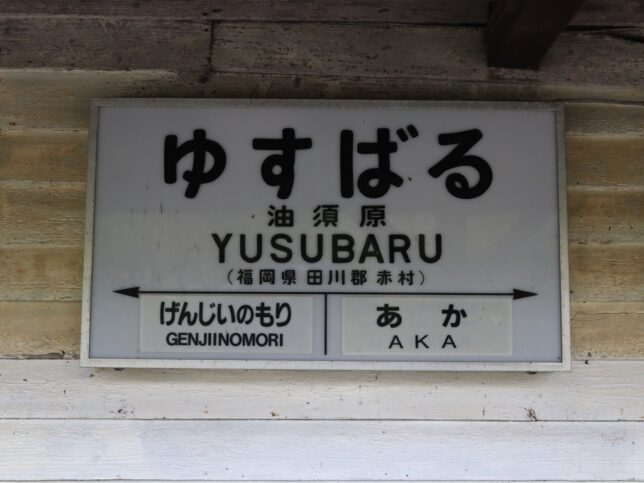 ゆすばる
油須原
YUSUBARU
（福岡県 田川郡 赤村）
げんじいのもり
GENJIINOMORI
あか
AKA